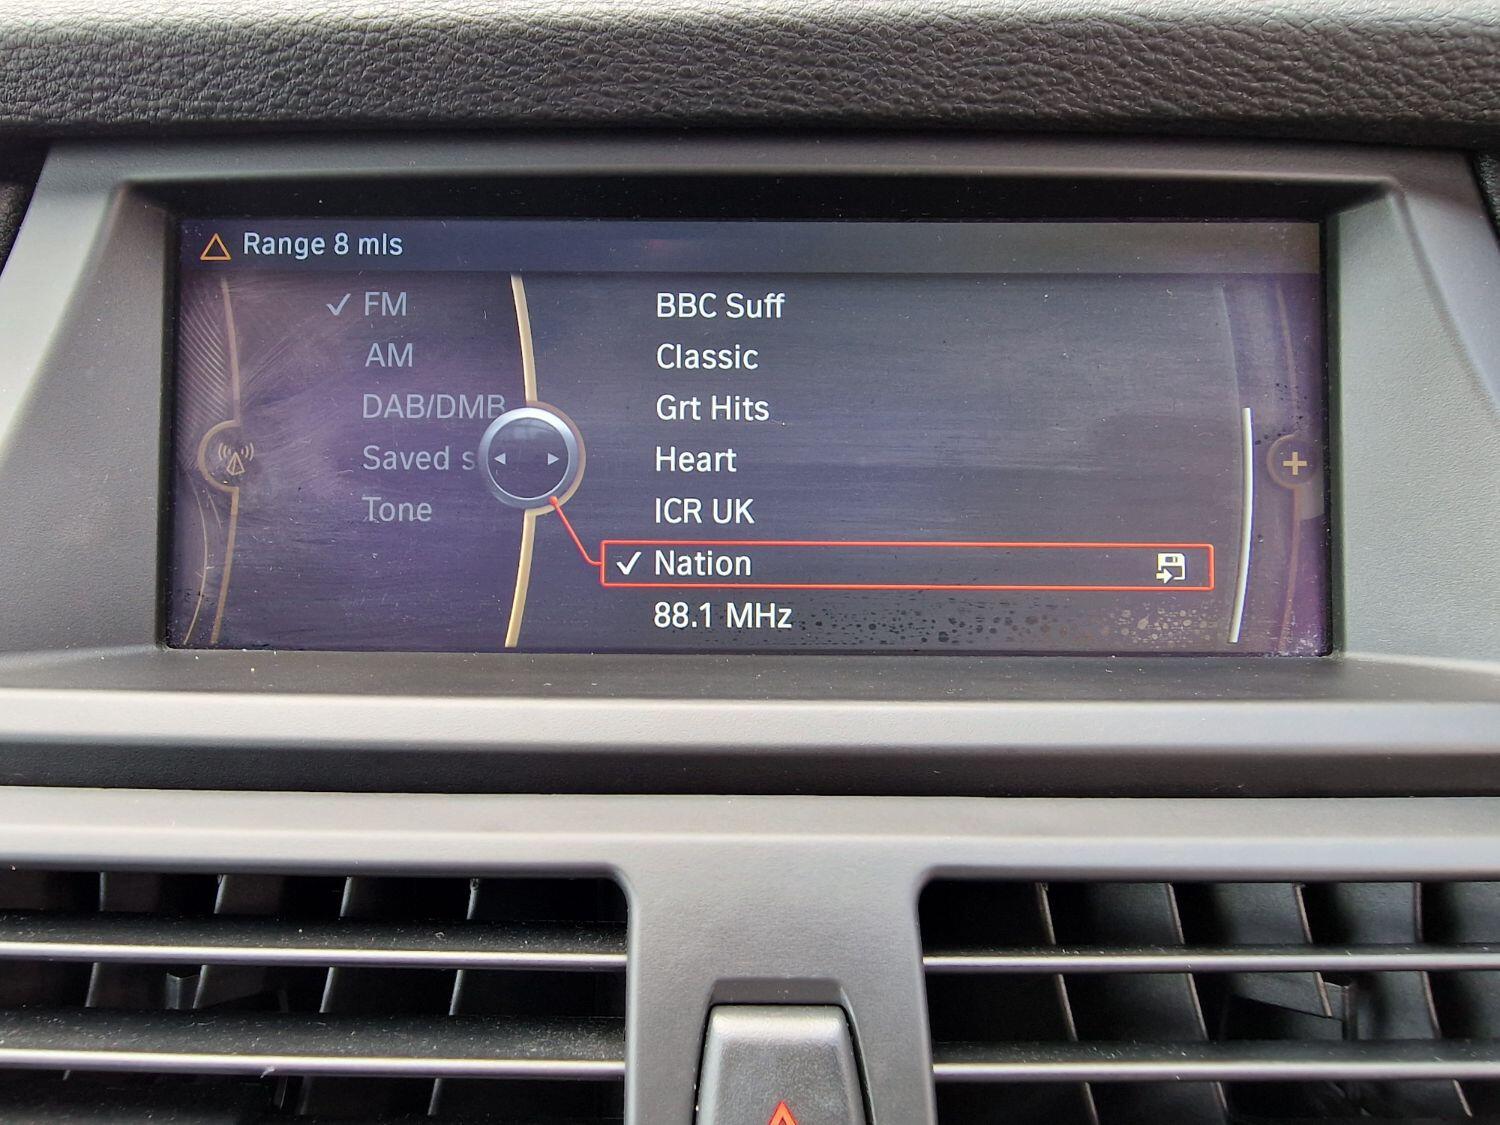 Range 8 mls
FM
AM
DAB/DMB
Saved s
Tone
BBC Suff
Classic
Grt Hits
Heart
ICR UK
Nation
88.1 MHz